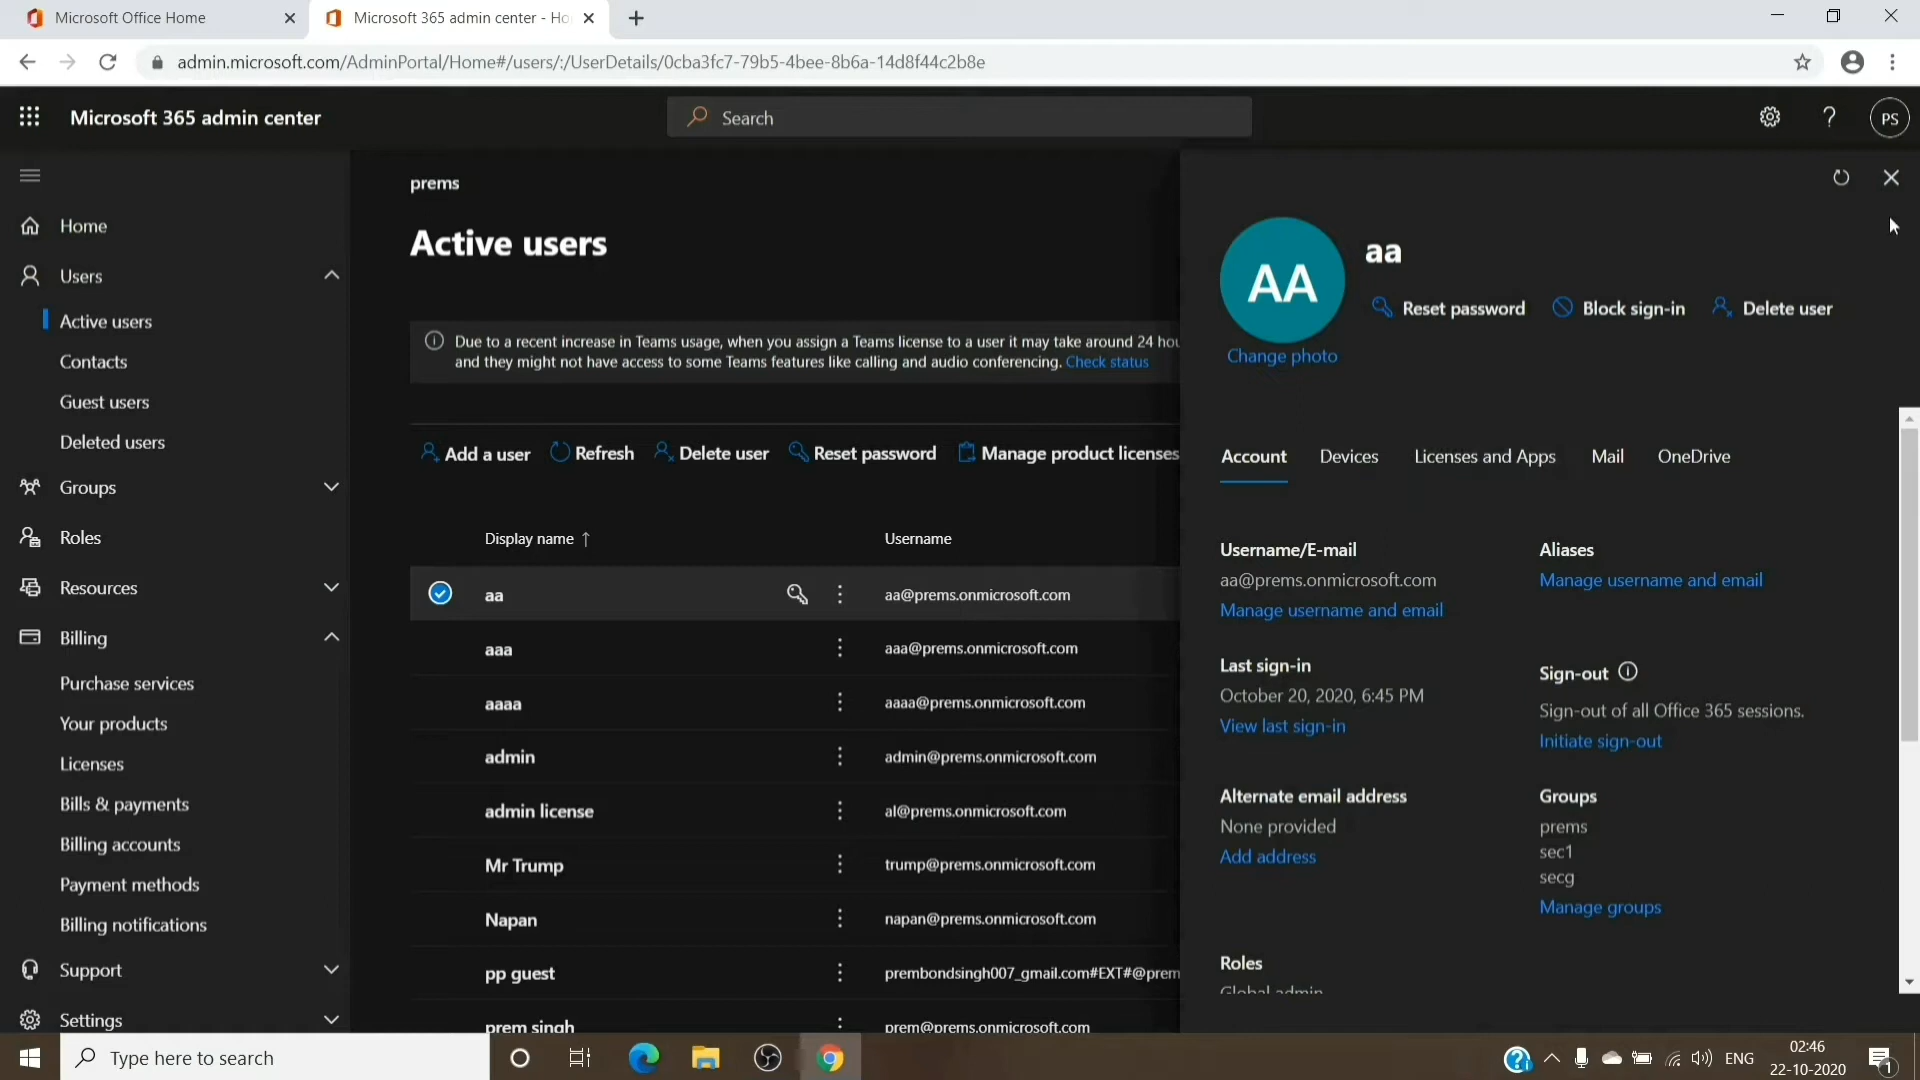 Microsoft Office Home
Microsoft 365 admin center - Ho
admin.microsoft.com/AdminPortal/Home#/users/:/UserDetails/0cba3fc7-79b5-4bee-8b6a-14d8f44c2b8e
Microsoft 365 admin center
Search
PS
Home
Users
Active users
Contacts
Guest users
Deleted users
Groups
Roles
Resources
Billing
Purchase services
Your products
Licenses
Bills & payments
Billing accounts
Payment methods
Billing notifications
Support
Settings
prems
Active users
Due to a recent increase in Teams usage, when you assign a Teams license to a user it may take around 24 hou
and they might not have access to some Teams features like calling and audio conferencing. Check status
Add a user Refresh Delete user Reset password Manage product licenses
Display name ↑ Username
aa aa@prems.onmicrosoft.com
aaa aaa@prems.onmicrosoft.com
aaaa aaaa@prems.onmicrosoft.com
admin admin@prems.onmicrosoft.com
admin license al@prems.onmicrosoft.com
Mr Trump trump@prems.onmicrosoft.com
Napan napan@prems.onmicrosoft.com
pp guest prembondsingh007_gmail.com#EXT#@prem
prem singh prem@prems.onmicrosoft.com
AA
aa
Change photo
Reset password Block sign-in Delete user
Account Devices Licenses and Apps Mail OneDrive
Username/E-mail
aa@prems.onmicrosoft.com
Manage username and email
Aliases
Manage username and email
Last sign-in
October 20, 2020, 6:45 PM
View last sign-in
Sign-out
Sign-out of all Office 365 sessions.
Initiate sign-out
Alternate email address
None provided
Add address
Groups
prems
sec1
secg
Manage groups
Roles
Global admin
Type here to search
ENG
02:46
22-10-2020
1